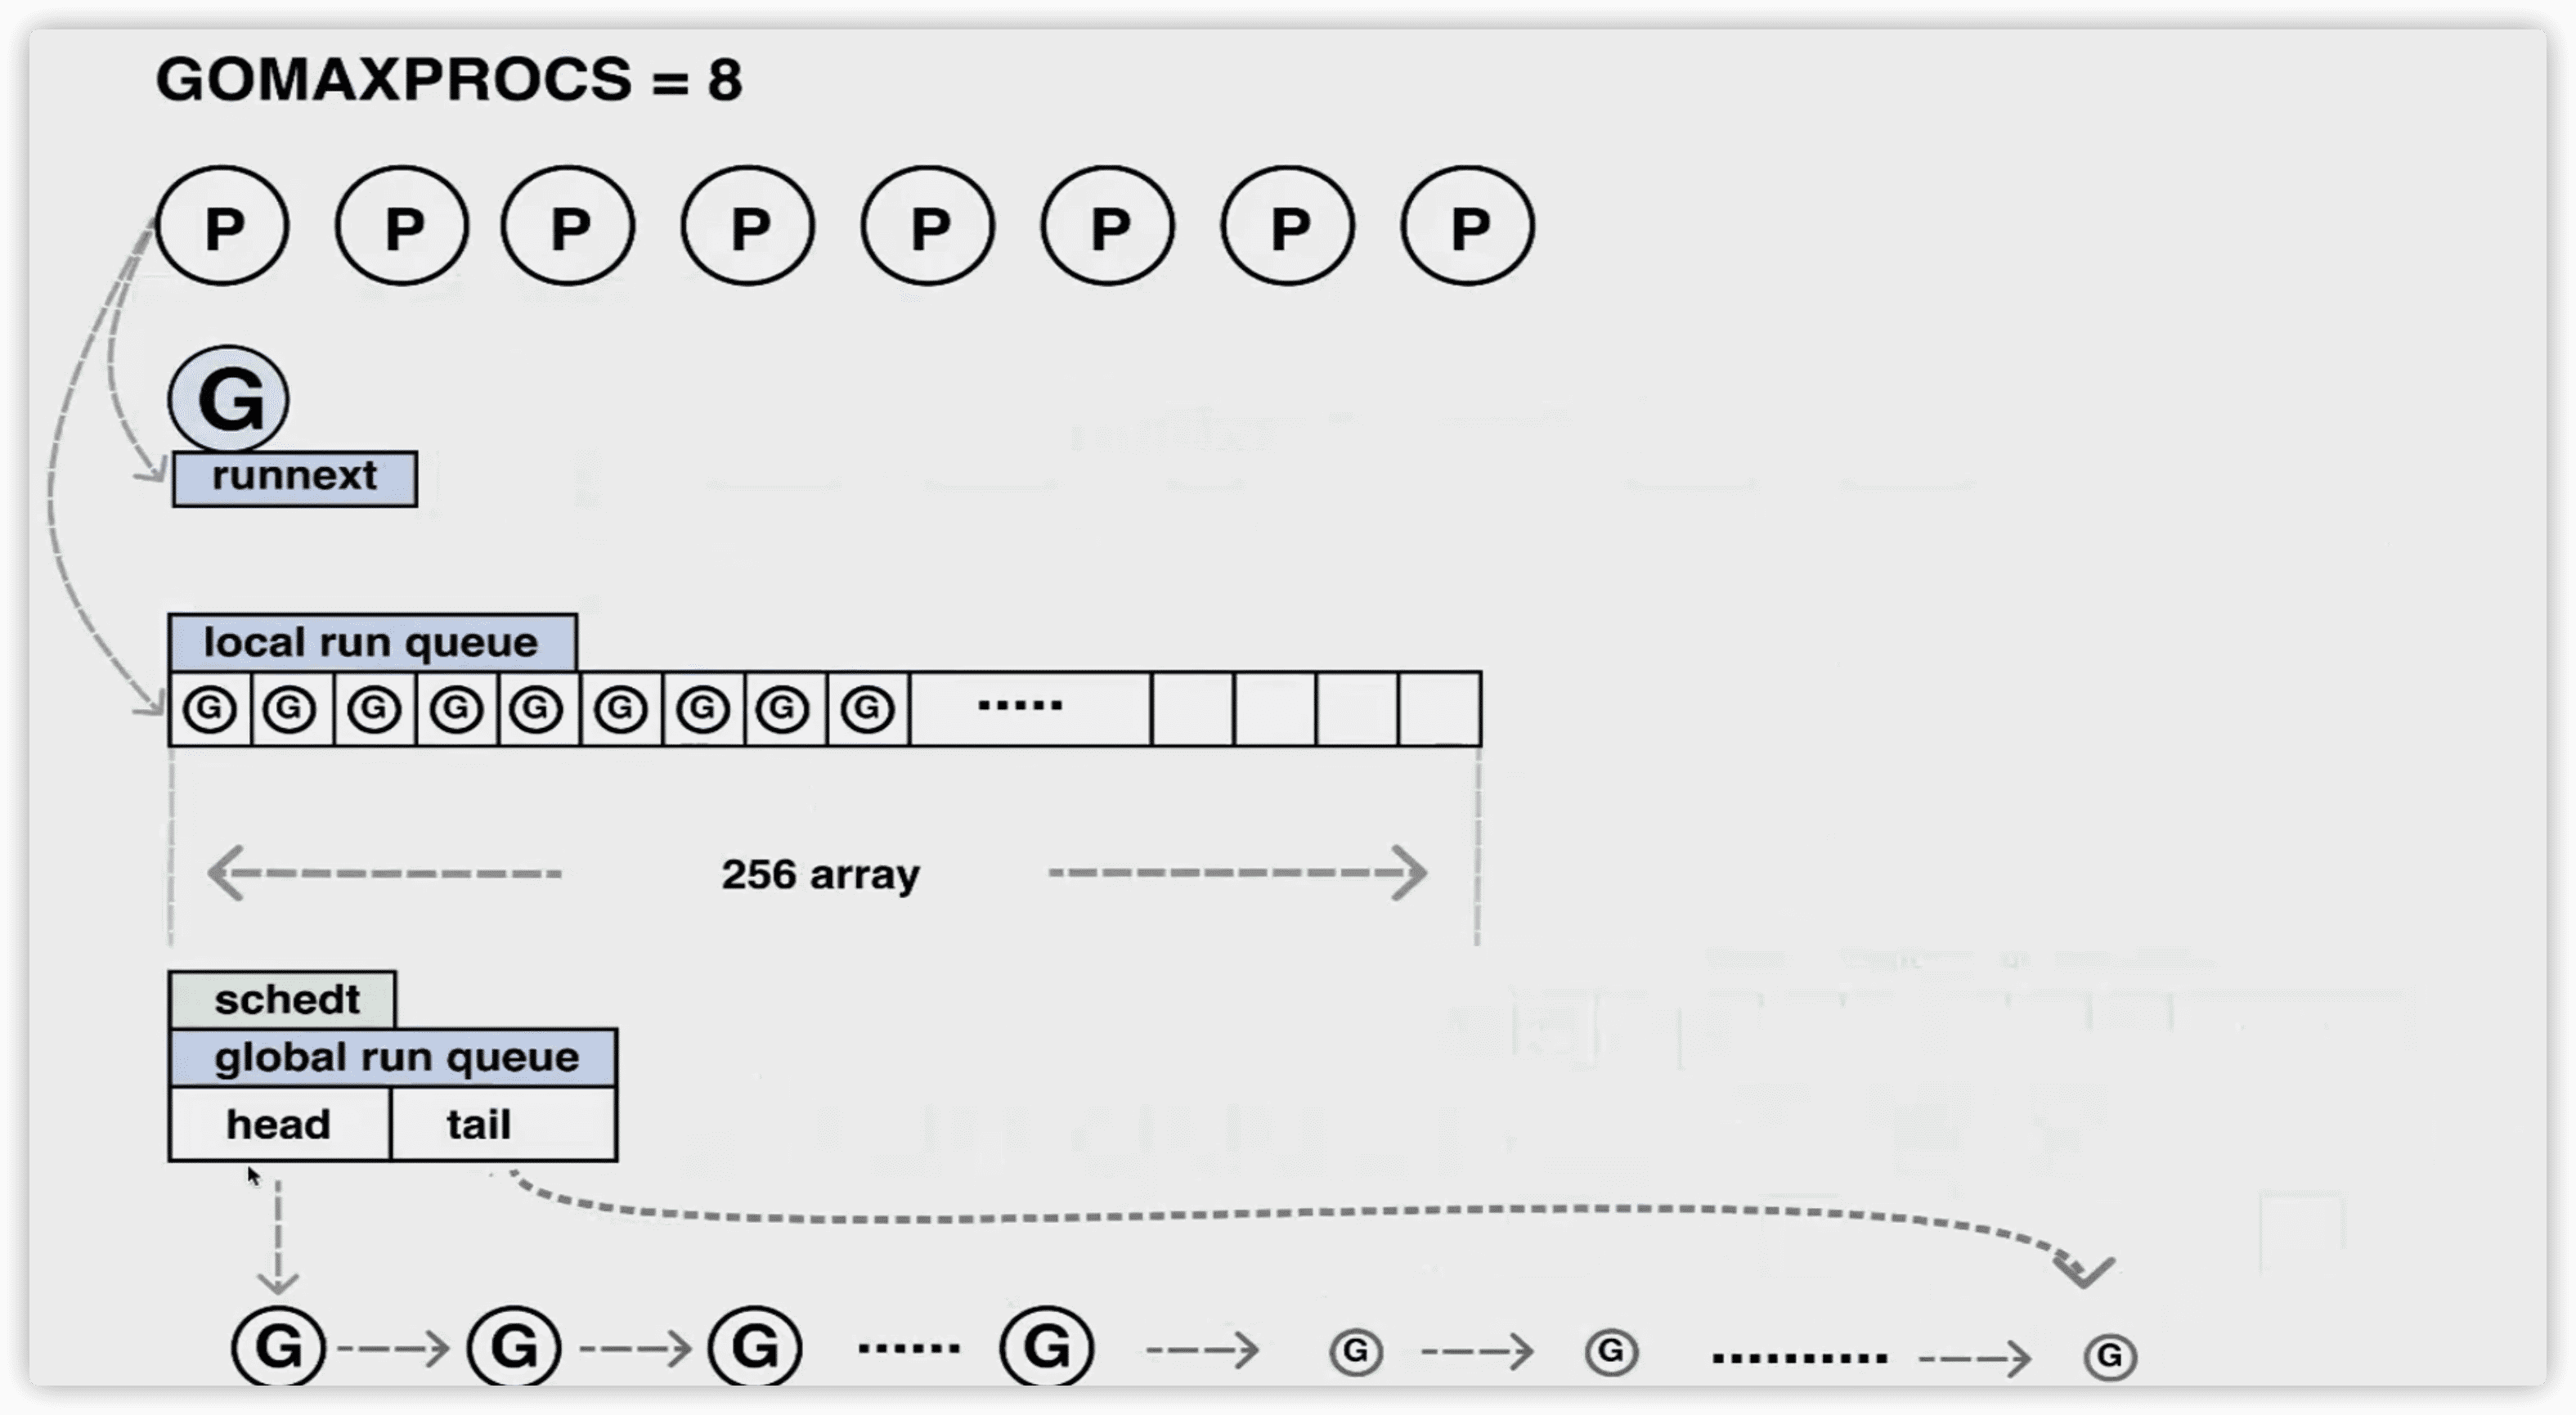 GOMAXPROCS = 8
P P P P P P P P
G
runnext
local run queue
G G G G G G G G G .....
256 array
schedt
global run queue
head tail
G G G ...... G G G .......... G